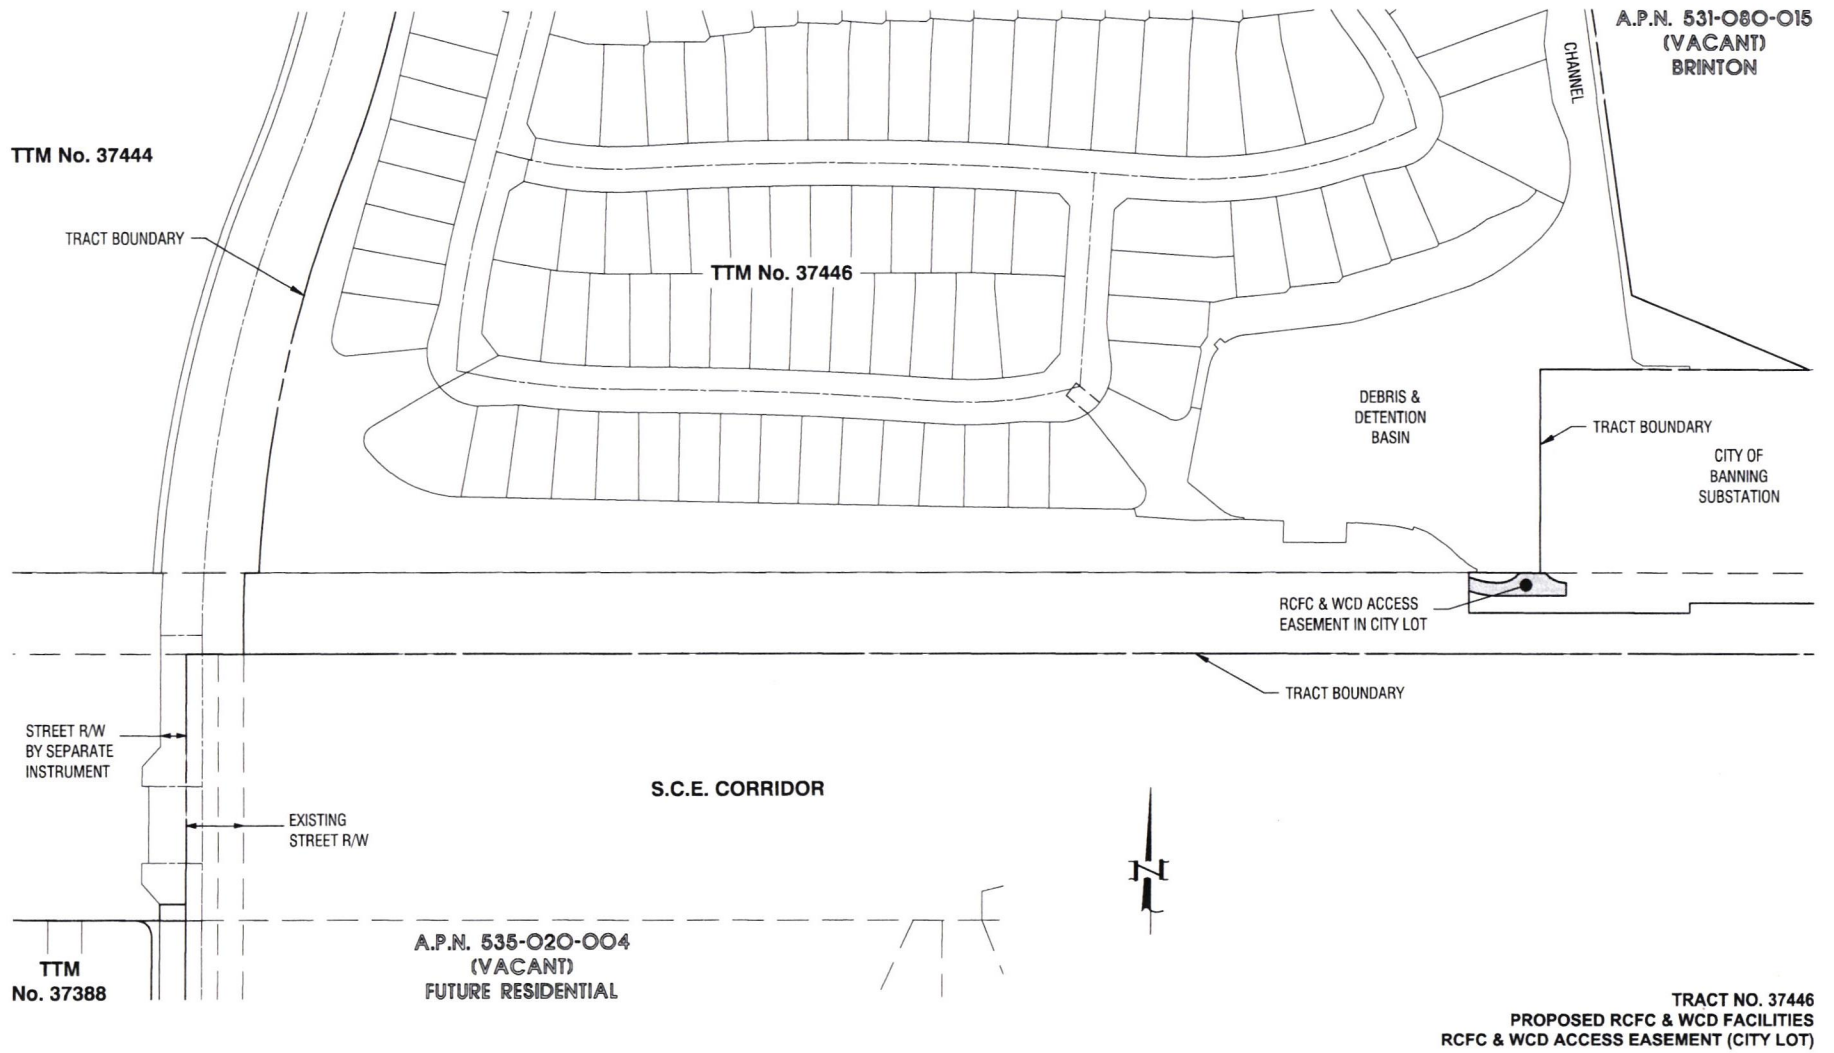 A.P.N. 531-080-015
(VACANT)
BRINTON
CHANNEL
TTM No. 37444
TRACT BOUNDARY
TTM No. 37446
DEBRIS &
DETENTION
BASIN
TRACT BOUNDARY
CITY OF
BANNING
SUBSTATION
RCFC & WCD ACCESS
EASEMENT IN CITY LOT
TRACT BOUNDARY
STREET R/W
BY SEPARATE
INSTRUMENT
S.C.E. CORRIDOR
EXISTING
STREET R/W
N
A.P.N. 535-020-004
(VACANT)
FUTURE RESIDENTIAL
TTM
No. 37388
TRACT NO. 37446
PROPOSED RCFC & WCD FACILITIES
RCFC & WCD ACCESS EASEMENT (CITY LOT)